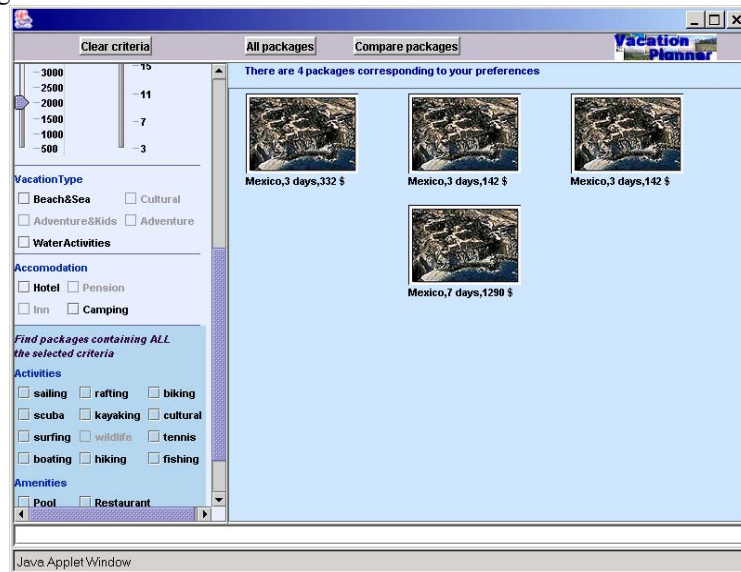 Clear criteria All packages Compare packages Vacation Planner
There are 4 packages corresponding to your preferences
3000 15
2500
2000 11
1500 7
1000
500 3
Mexico,3 days,332 $ Mexico,3 days,142 $ Mexico,3 days,142 $
VacationType
Beach&Sea Cultural
Adventure&Kids Adventure
WaterActivities
Accomodation
Hotel Pension
Inn Camping
Mexico,7 days,1290 $
Find packages containing ALL
the selected criteria
Activities
sailing rafting biking
scuba kayaking cultural
surfing wildlife tennis
boating hiking fishing
Amenities
Pool Restaurant
Java Applet Window